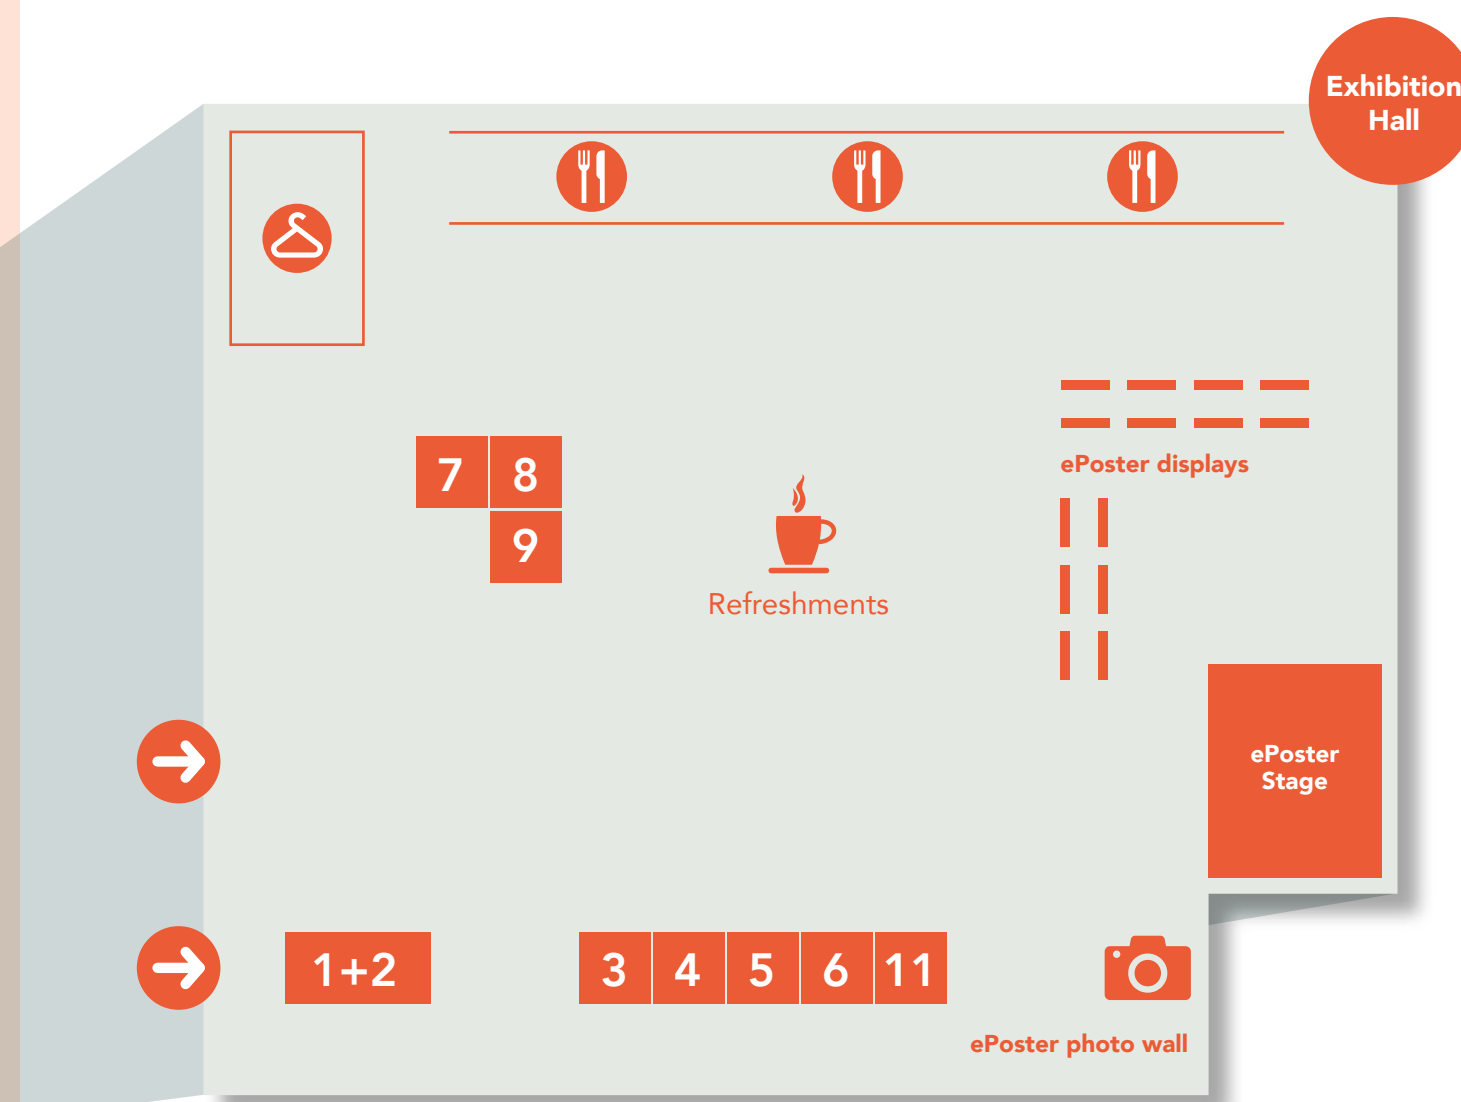 Exhibition
Hall
ePoster displays
7 8
9
Refreshments
ePoster
Stage
1+2
3 4 5 6 11
ePoster photo wall